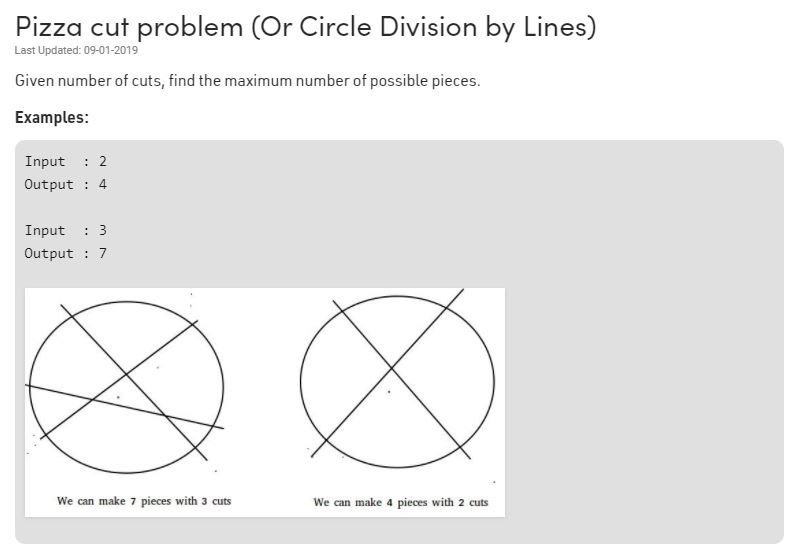 Pizza cut problem (Or Circle Division by Lines)
Last Updated: 09-01-2019
Given number of cuts, find the maximum number of possible pieces.
Examples:
Input : 2
Output : 4
Input : 3
Output : 7
We can make 7 pieces with 3 cuts
We can make 4 pieces with 2 cuts